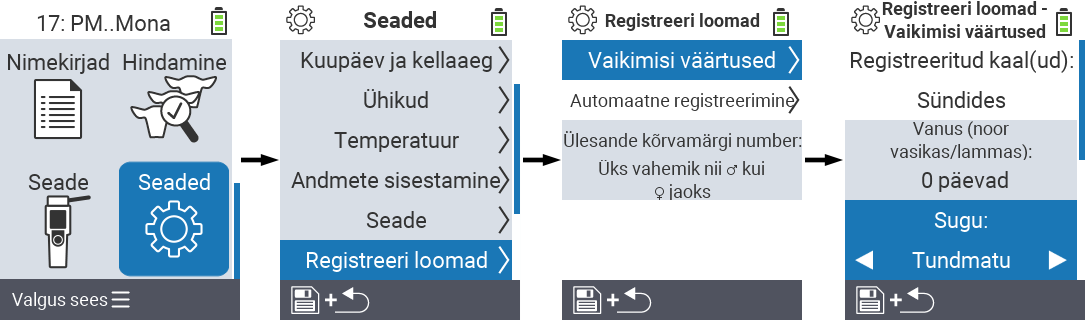 17: PM..Mona
Nimekirjad Hindamine
Seade Seaded
Valgus sees
Seaded
Kuupäev ja kellaaeg
Ühikud
Temperatuur
Andmete sisestamine
Seade
Registreeri loomad
+
Registreeri loomad
Vaikimisi väärtused
Automaatne registreerimine
Ülesande kõrvamärgi number:
Üks vahemik nii ♂ kui
♀ jaoks
+
Registreeri loomad -
Vaikimisi väärtused
Registreeritud kaal(ud):
Sündides
Vanus (noor
vasikas/lammas):
0 päevad
Sugu:
Tundmatu
+